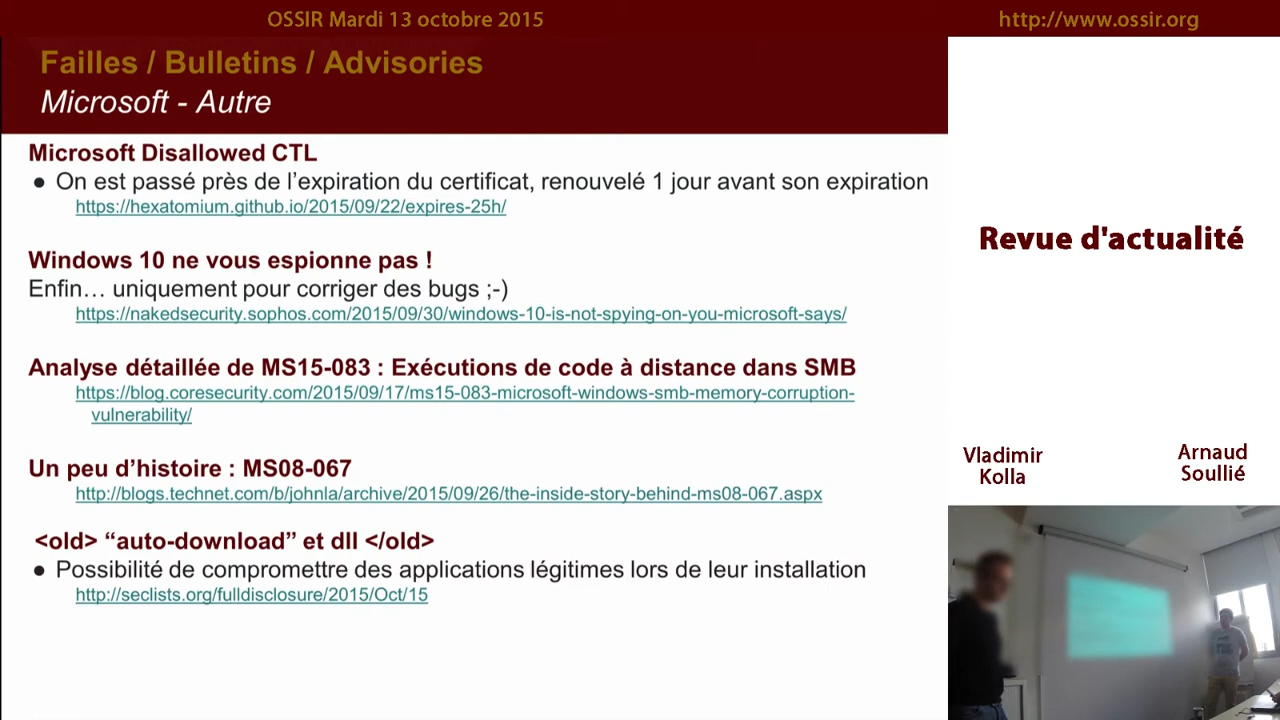 OSSIR Mardi 13 octobre 2015
http://www.ossir.org
Failles / Bulletins / Advisories
Microsoft - Autre
Microsoft Disallowed CTL
● On est passé près de l’expiration du certificat, renouvelé 1 jour avant son expiration
https://hexatomium.github.io/2015/09/22/expires-25h/
Windows 10 ne vous espionne pas !
Enfin… uniquement pour corriger des bugs ;-)
https://nakedsecurity.sophos.com/2015/09/30/windows-10-is-not-spying-on-you-microsoft-says/
Analyse détaillée de MS15-083 : Exécutions de code à distance dans SMB
https://blog.coresecurity.com/2015/09/17/ms15-083-microsoft-windows-smb-memory-corruption-
vulnerability/
Un peu d’histoire : MS08-067
http://blogs.technet.com/b/johnla/archive/2015/09/26/the-inside-story-behind-ms08-067.aspx
<old> “auto-download” et dll </old>
● Possibilité de compromettre des applications légitimes lors de leur installation
http://seclists.org/fulldisclosure/2015/Oct/15
Revue d'actualité
Vladimir
Kolla
Arnaud
Soullié